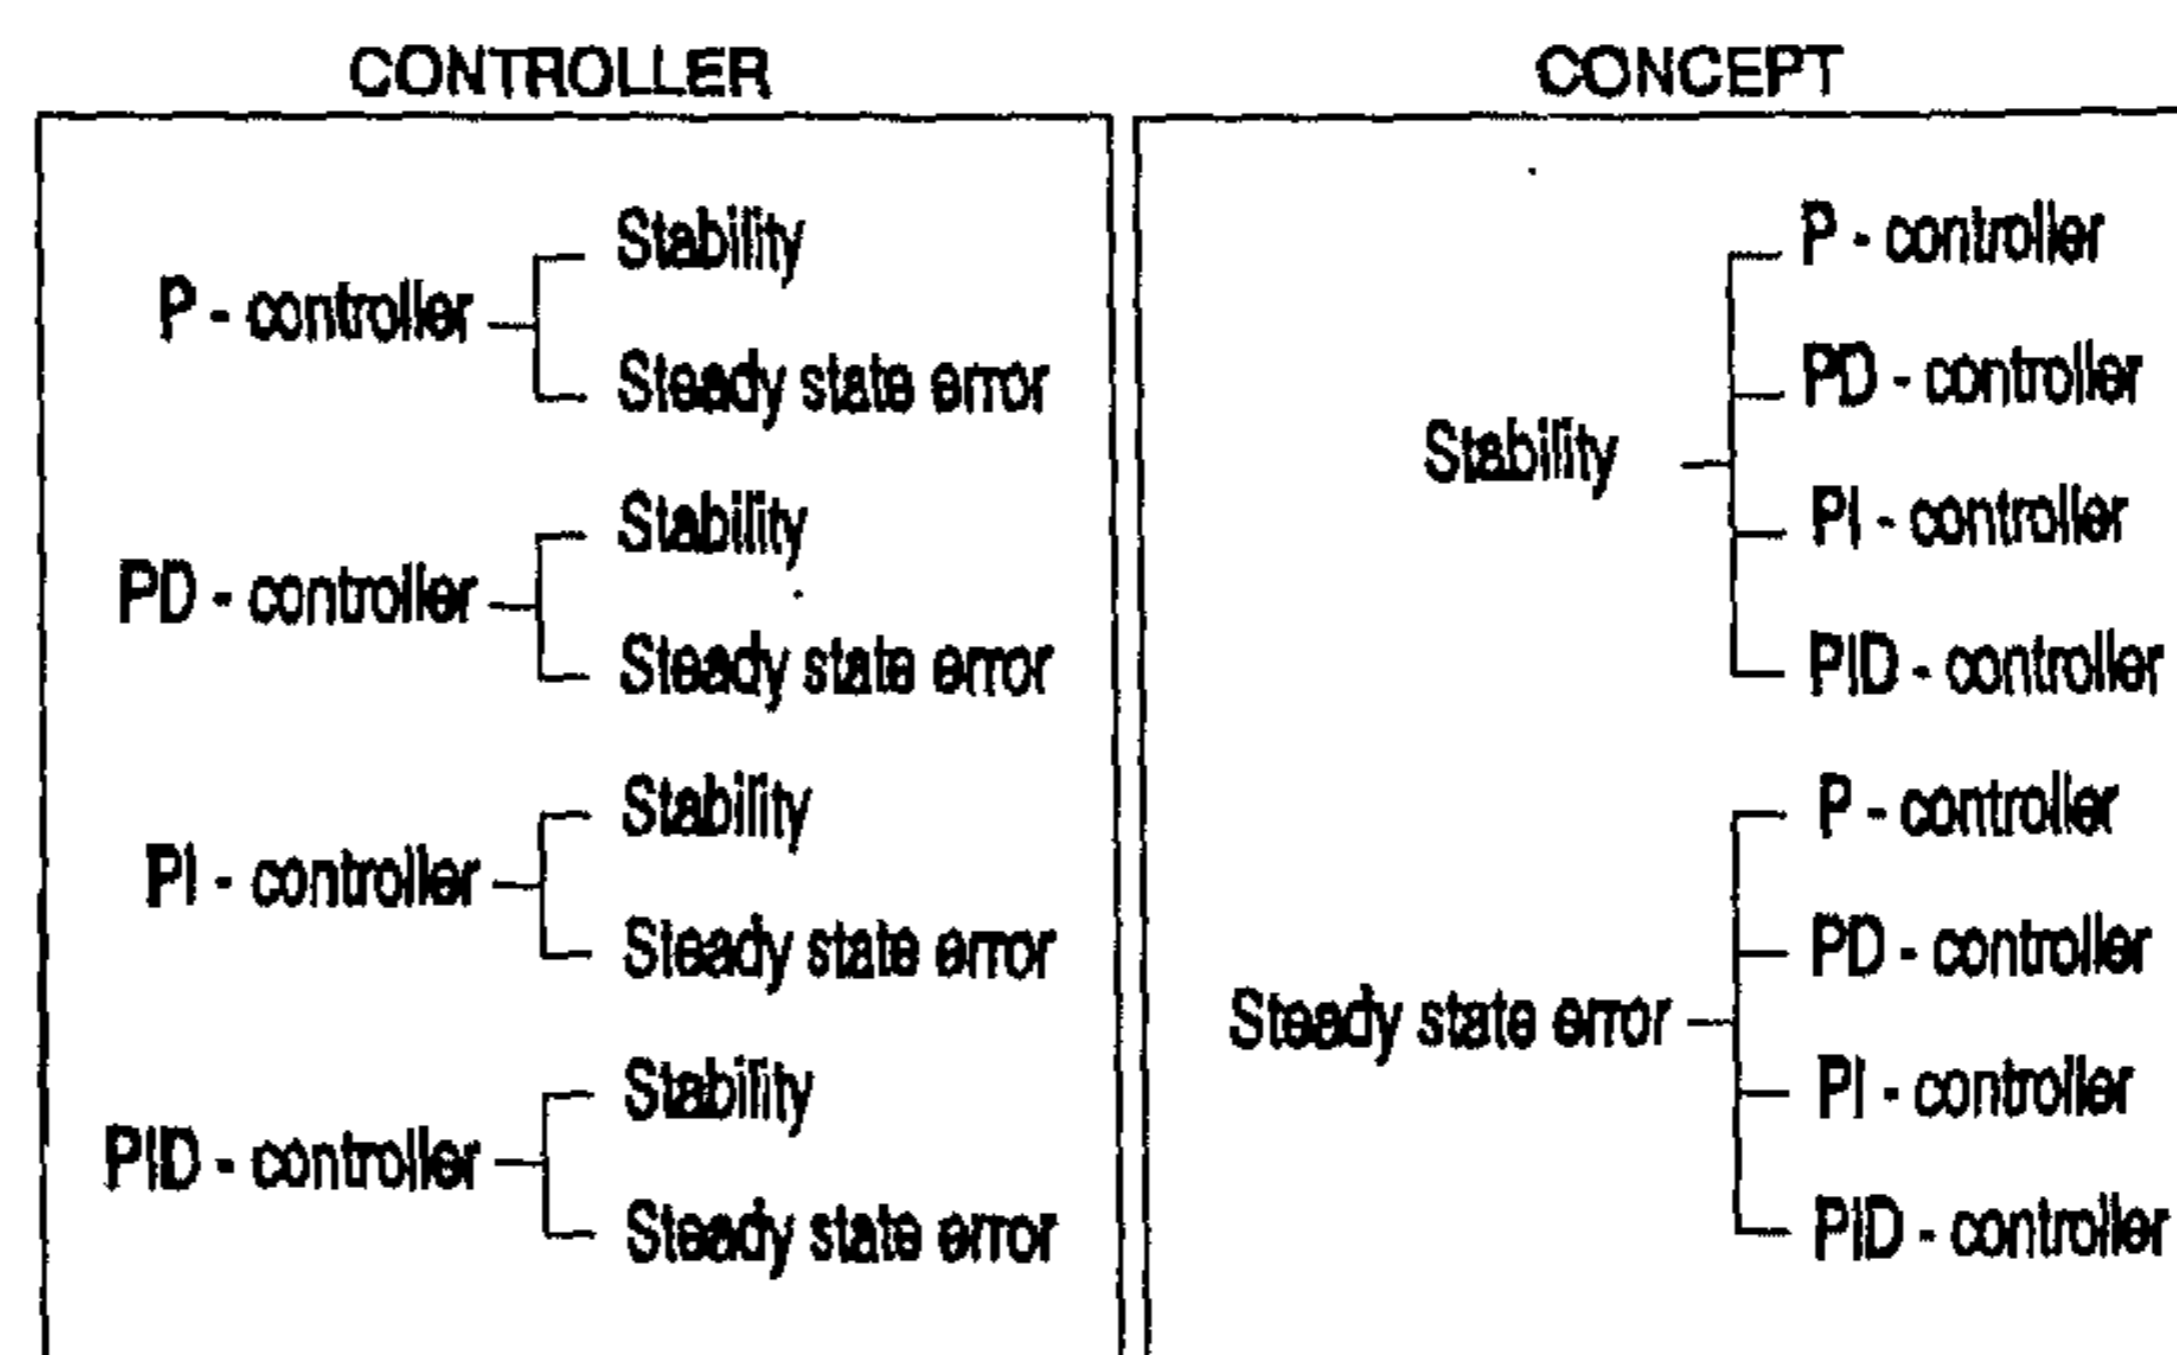 CONTROLLER
P - controller
Stability
Steady state error
PD - controller
Stability
Steady state error
PI - controller
Stability
Steady state error
PID - controller
Stability
Steady state error
CONCEPT
Stability
P - controller
PD - controller
PI - controller
PID - controller
Steady state error
P - controller
PD - controller
PI - controller
PID - controller